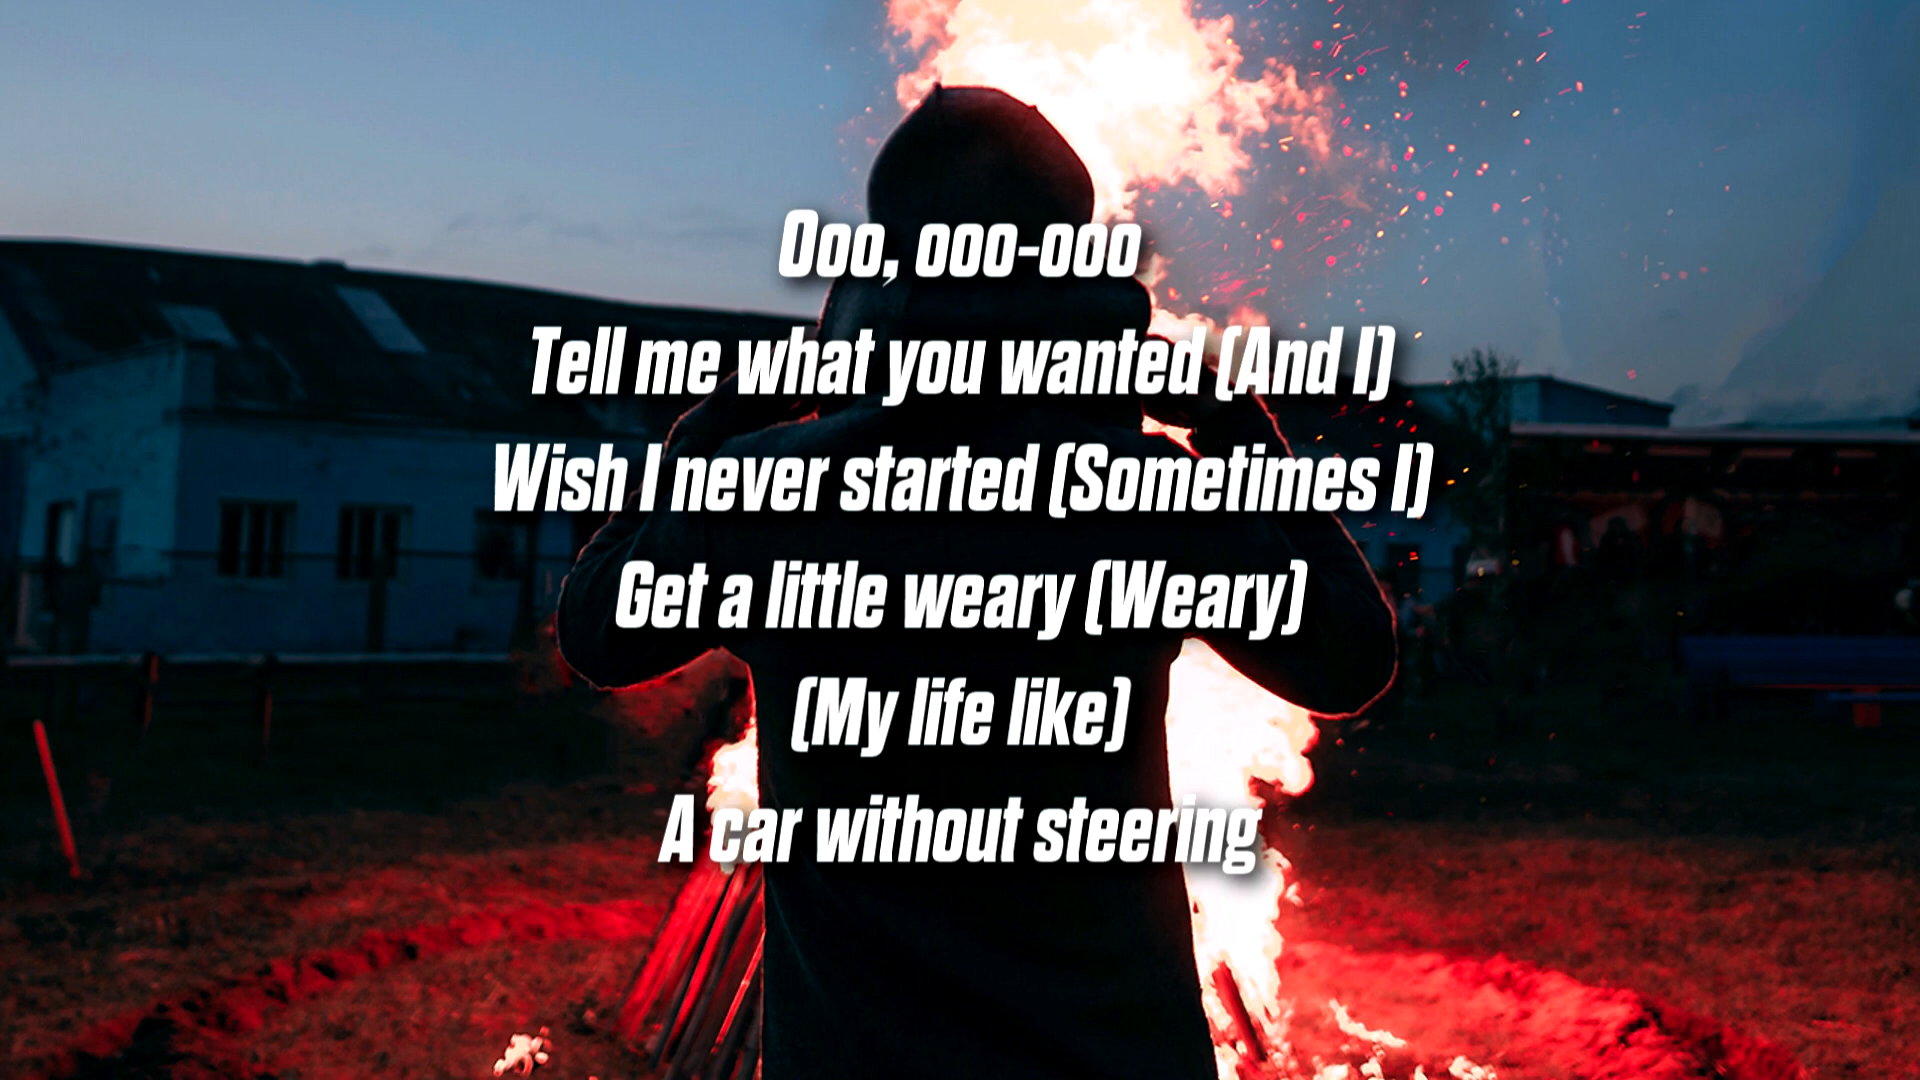 Ooo, ooo-ooo
Tell me what you wanted (And I)
Wish I never started (Sometimes I)
Get a little weary (Weary)
(My life like)
A car without steering